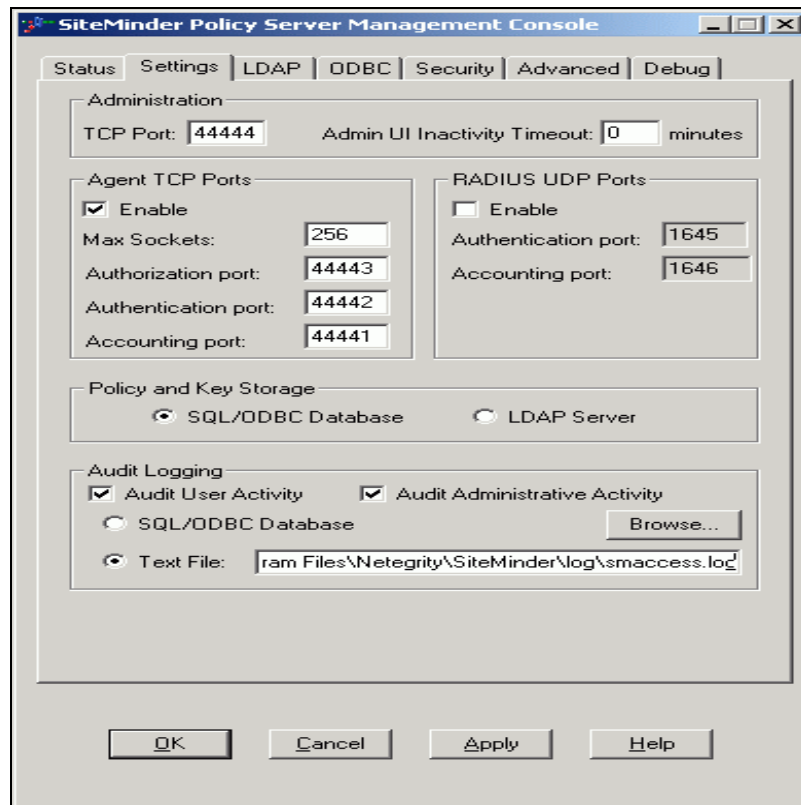 SiteMinder Policy Server Management Console
Status Settings LDAP ODBC Security Advanced Debug
Administration
TCP Port: 44444 Admin UI Inactivity Timeout: 0 minutes
Agent TCP Ports
Enable
Max Sockets: 256
Authorization port: 44443
Authentication port: 44442
Accounting port: 44441
RADIUS UDP Ports
Enable
Authentication port: 1645
Accounting port: 1646
Policy and Key Storage
SQL/ODBC Database LDAP Server
Audit Logging
Audit User Activity Audit Administrative Activity
SQL/ODBC Database Browse...
Text File: ram Files\Netegrity\SiteMinder\log\smaccess.log
OK Cancel Apply Help